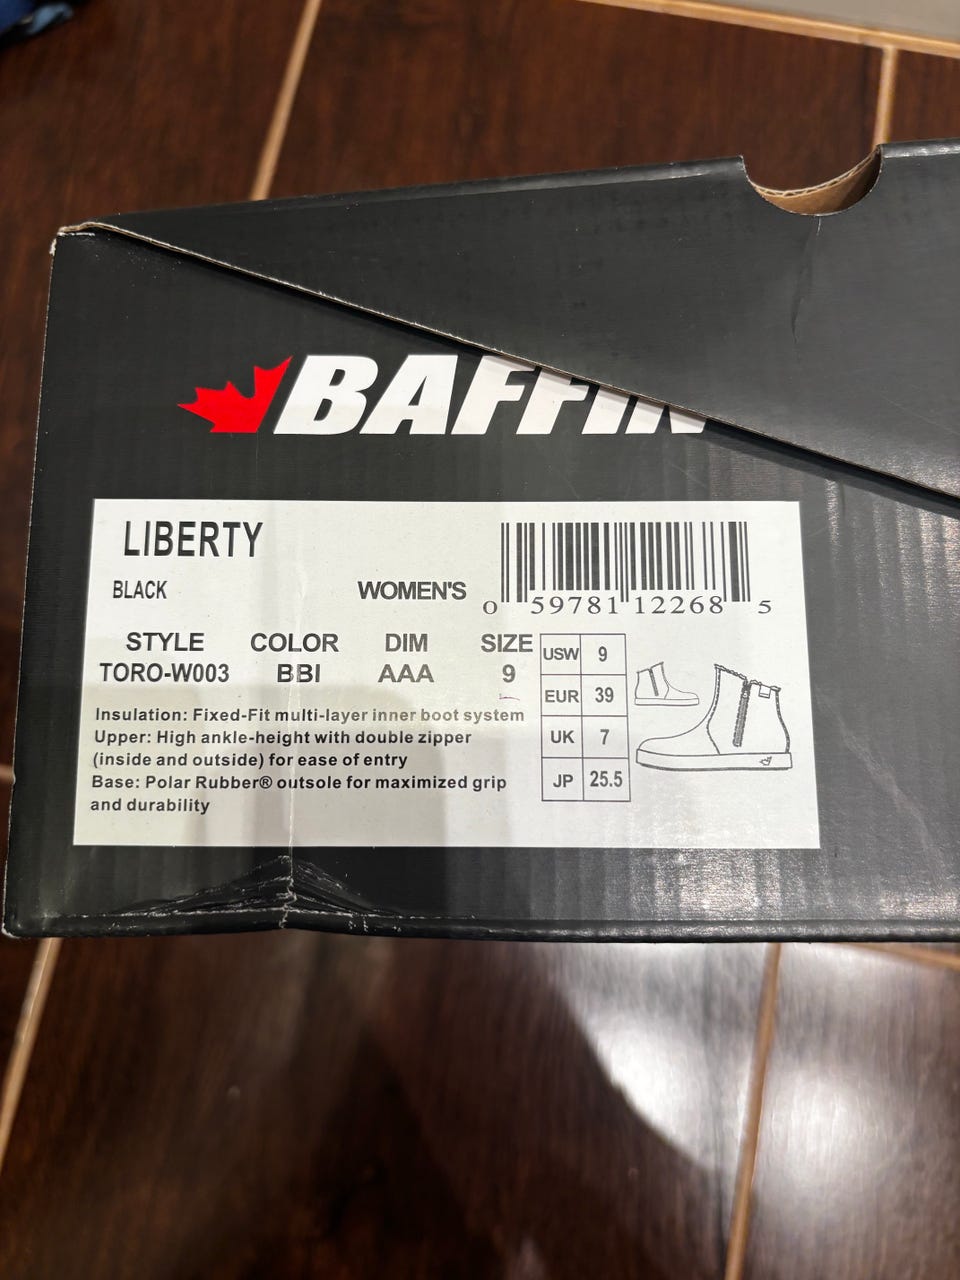 BAFFIN
LIBERTY
BLACK
WOMEN'S
0 59781 12268 5
STYLE COLOR DIM SIZE
TORO-W003 BBI AAA 9
USW 9
EUR 39
UK 7
JP 25.5
Insulation: Fixed-Fit multi-layer inner boot system
Upper: High ankle-height with double zipper
(inside and outside) for ease of entry
Base: Polar Rubber® outsole for maximized grip
and durability